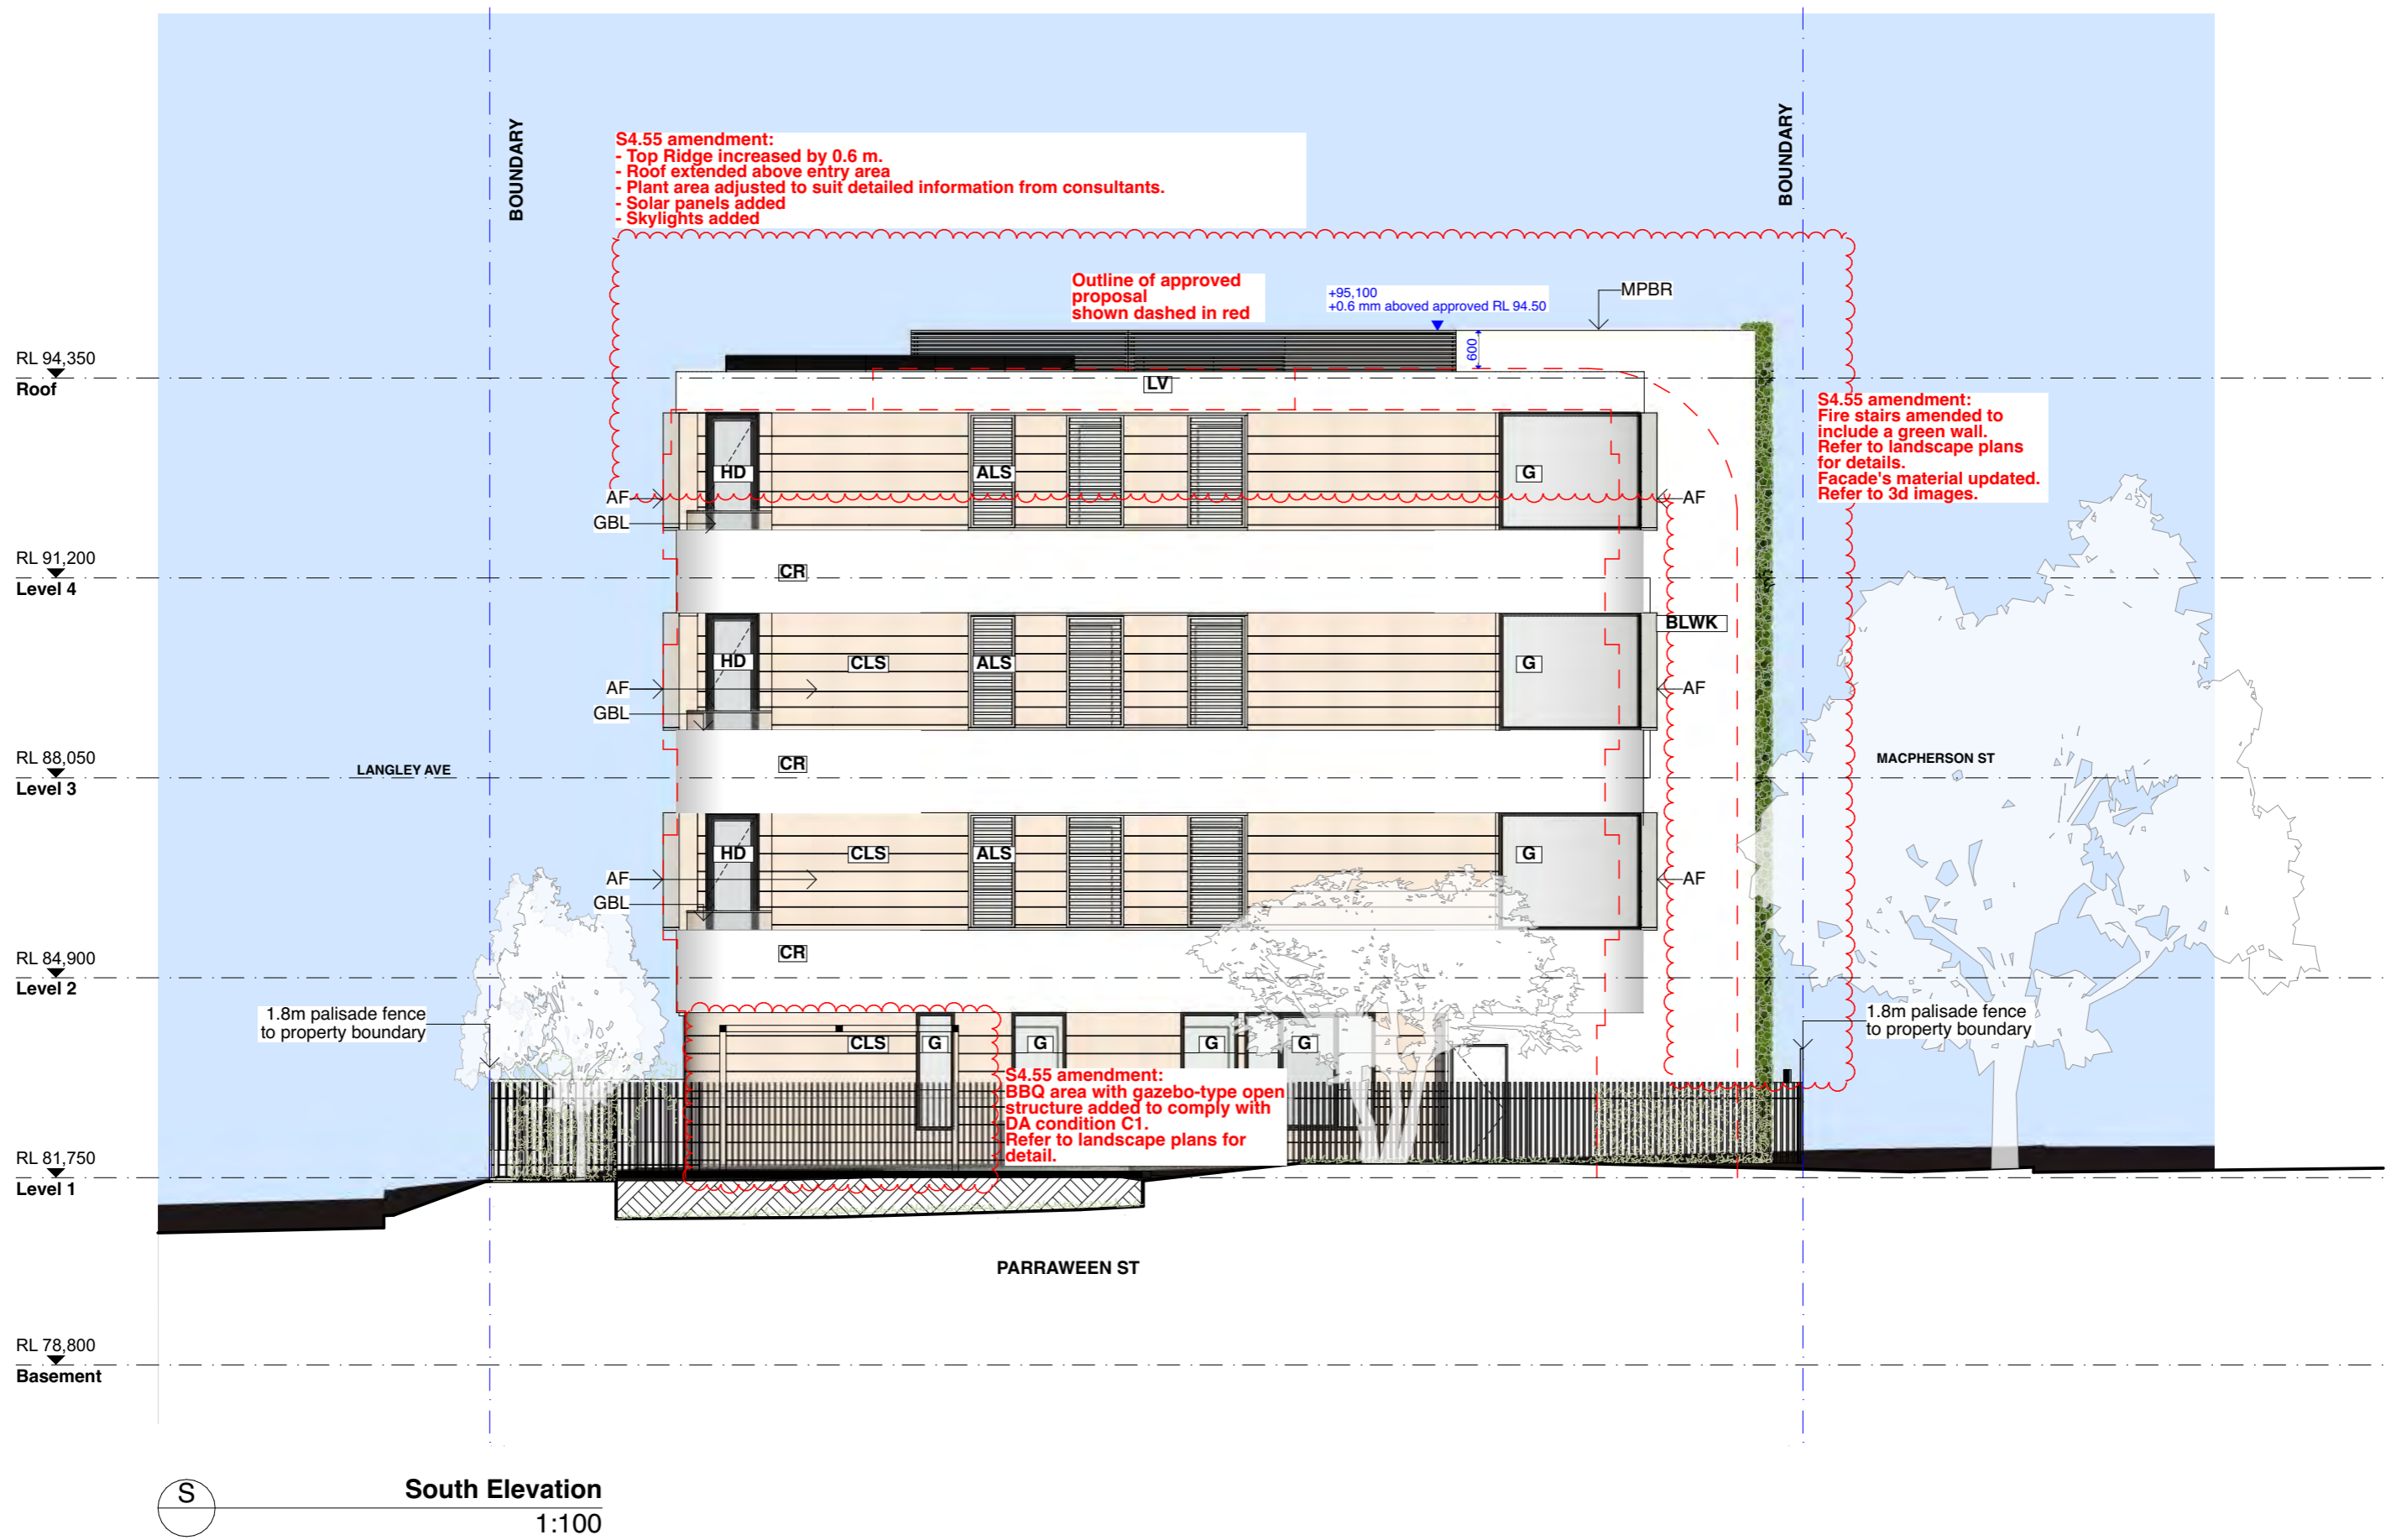 BOUNDARY
BOUNDARY
S4.55 amendment:
- Top Ridge increased by 0.6 m.
- Roof extended above entry area
- Plant area adjusted to suit detailed information from consultants.
- Solar panels added
- Skylights added
Outline of approved
proposal
shown dashed in red
+95,100
+0.6 mm aboved approved RL 94.50
MPBR
600
RL 94,350
Roof
LV
S4.55 amendment:
Fire stairs amended to
include a green wall.
Refer to landscape plans
for details.
Facade's material updated.
Refer to 3d images.
HD
ALS
G
AF
AF
GBL
RL 91,200
Level 4
CR
BLWK
HD
CLS
ALS
G
AF
AF
GBL
RL 88,050
Level 3
LANGLEY AVE
CR
MACPHERSON ST
HD
CLS
ALS
G
AF
AF
GBL
RL 84,900
Level 2
CR
1.8m palisade fence
to property boundary
1.8m palisade fence
to property boundary
CLS
G
G
G
G
S4.55 amendment:
BBQ area with gazebo-type open
structure added to comply with
DA condition C1.
Refer to landscape plans for
detail.
RL 81,750
Level 1
PARRAWEEN ST
RL 78,800
Basement
S
South Elevation
1:100